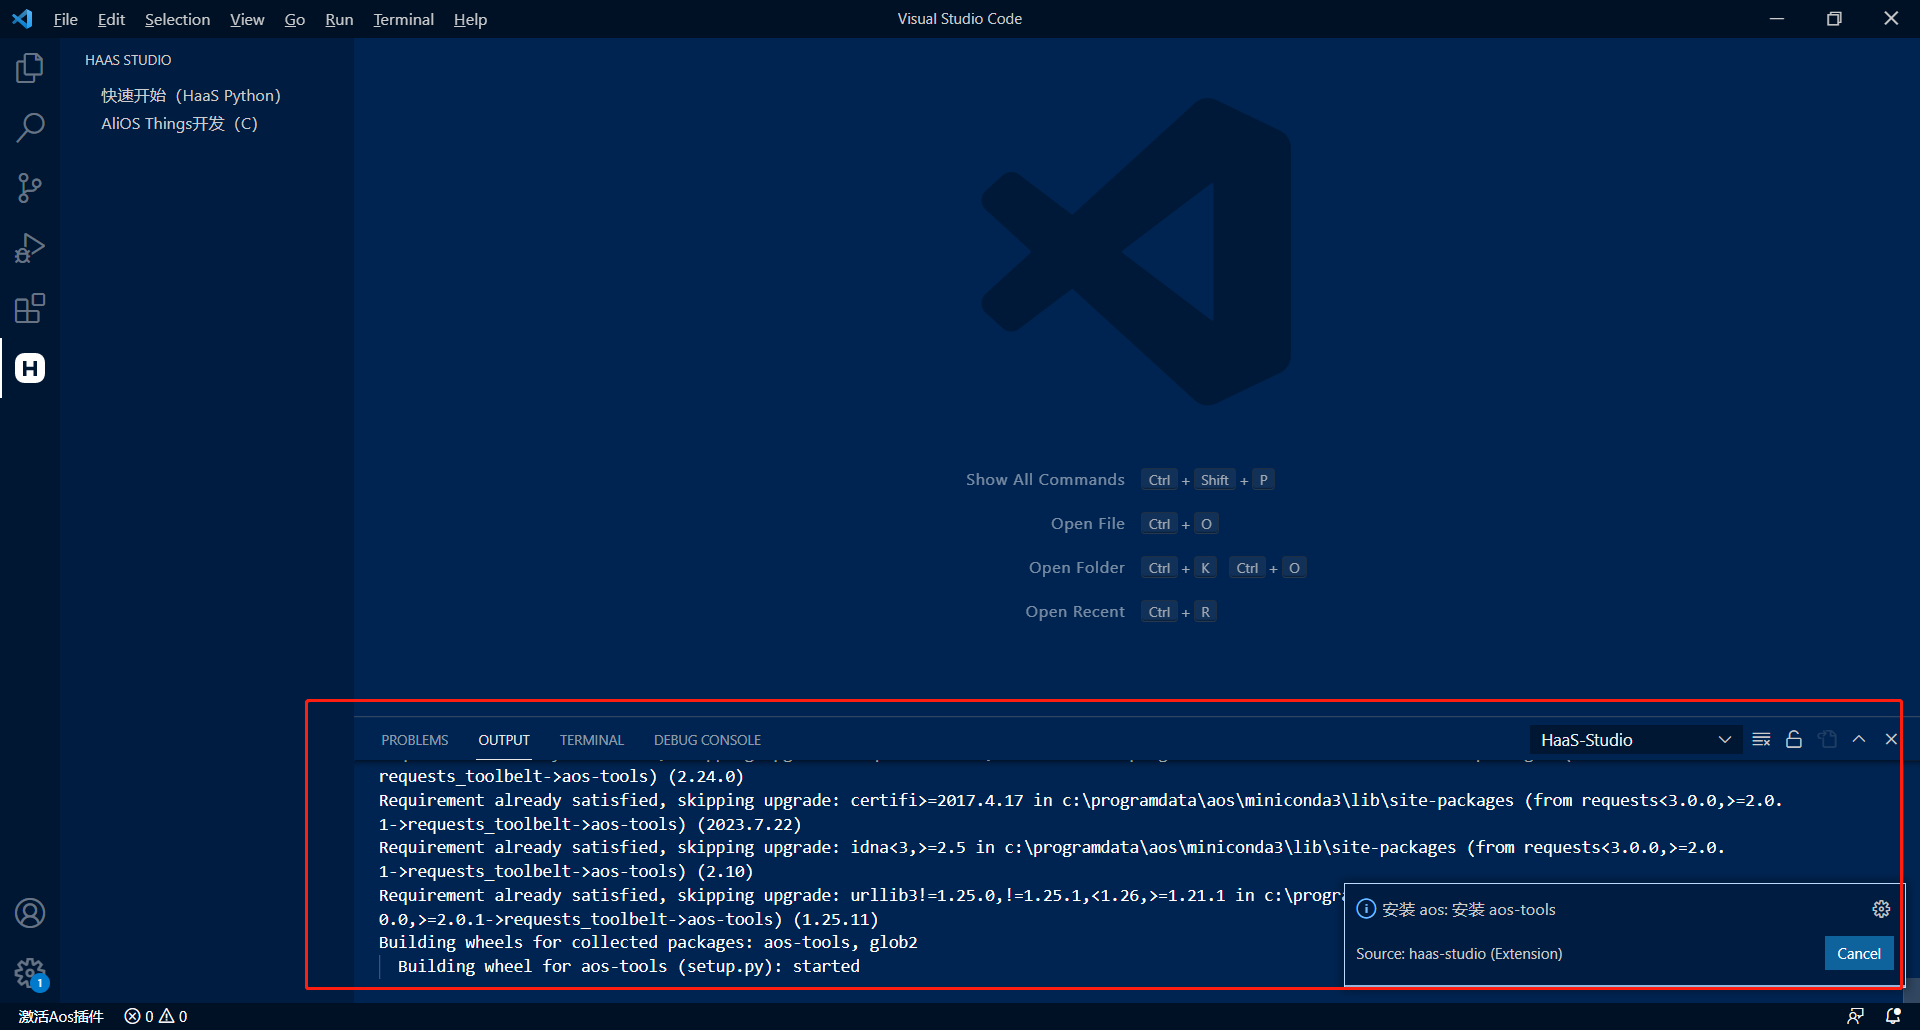 File Edit Selection View Go Run Terminal Help
Visual Studio Code
HAAS STUDIO
快速开始（HaaS Python）
AliOS Things开发（C）
Show All Commands Ctrl + Shift + P
Open File Ctrl + O
Open Folder Ctrl + K Ctrl + O
Open Recent Ctrl + R
PROBLEMS OUTPUT TERMINAL DEBUG CONSOLE
HaaS-Studio
requests_toolbelt->aos-tools) (2.24.0)
Requirement already satisfied, skipping upgrade: certifi>=2017.4.17 in c:\programdata\aos\miniconda3\lib\site-packages (from requests<3.0.0,>=2.0.
1->requests_toolbelt->aos-tools) (2023.7.22)
Requirement already satisfied, skipping upgrade: idna<3,>=2.5 in c:\programdata\aos\miniconda3\lib\site-packages (from requests<3.0.0,>=2.0.
1->requests_toolbelt->aos-tools) (2.10)
Requirement already satisfied, skipping upgrade: urllib3!=1.25.0,!=1.25.1,<1.26,>=1.21.1 in c:\progra
0.0,>=2.0.1->requests_toolbelt->aos-tools) (1.25.11)
Building wheels for collected packages: aos-tools, glob2
Building wheel for aos-tools (setup.py): started
安装 aos: 安装 aos-tools
Source: haas-studio (Extension)
Cancel
H
1
激活Aos插件 0 0